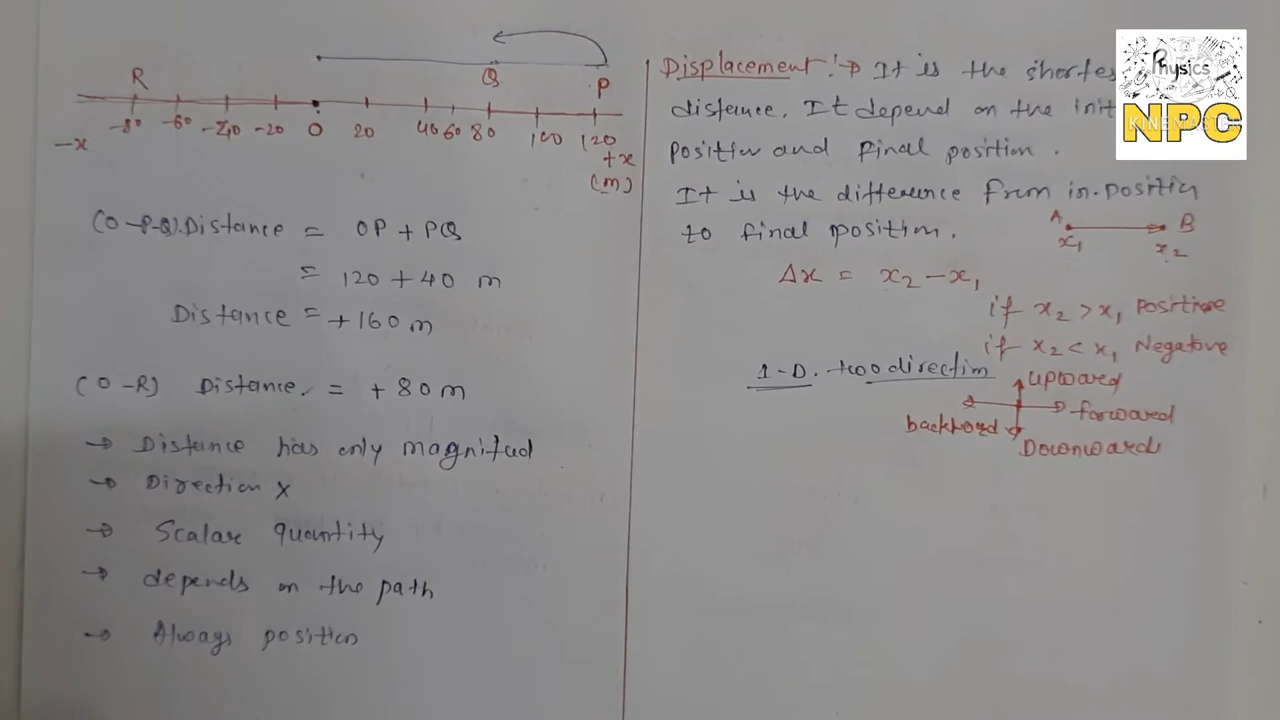 R
Q
P
-80 -60 -40 -20 0 20 40 60 80 100 120
-x
+x
(m)
(O-P-Q) Distance = OP + PQ
= 120 + 40 m
Distance = +160 m
(O-R) Distance. = + 80 m
→ Distance has only magnitud
→ Direction X
→ Scalar quantity
→ depends on the path
→ Always
Displacement :→ It is the shortes
distance. It depend on the init
position and final position.
It is the difference from in.position
to final position.
A B
x₁ x₂
Δx = x₂ - x₁
if x₂ > x₁ Positive
if x₂ < x₁ Negative
1-D. two direction
upward
forward
backword
Downward
Physics
NPC